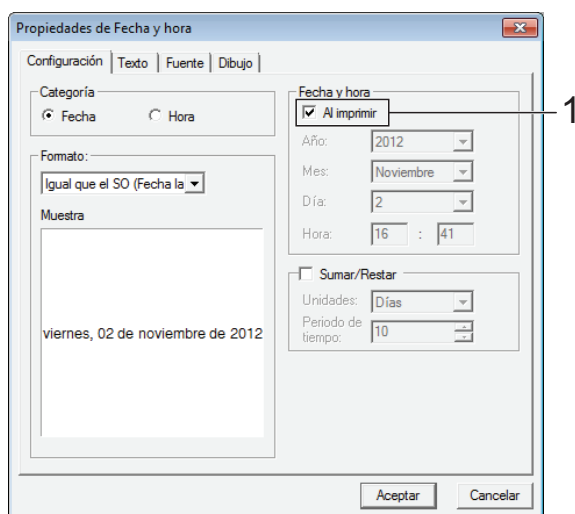 Propiedades de Fecha y hora
Configuración Texto Fuente Dibujo
Categoría
Fecha Hora
Formato:
Igual que el SO (Fecha la
Muestra
viernes, 02 de noviembre de 2012
Fecha y hora
Al imprimir
1
Año: 2012
Mes: Noviembre
Día: 2
Hora: 16 : 41
Sumar/Restar
Unidades: Días
Periodo de
tiempo: 10
Aceptar Cancelar